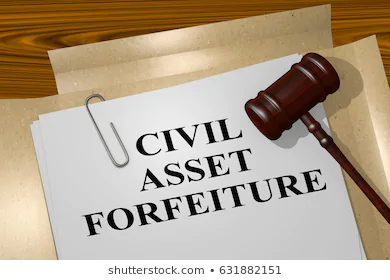 CIVIL
ASSET
FORFEITURE
shutterstock.com • 631882151